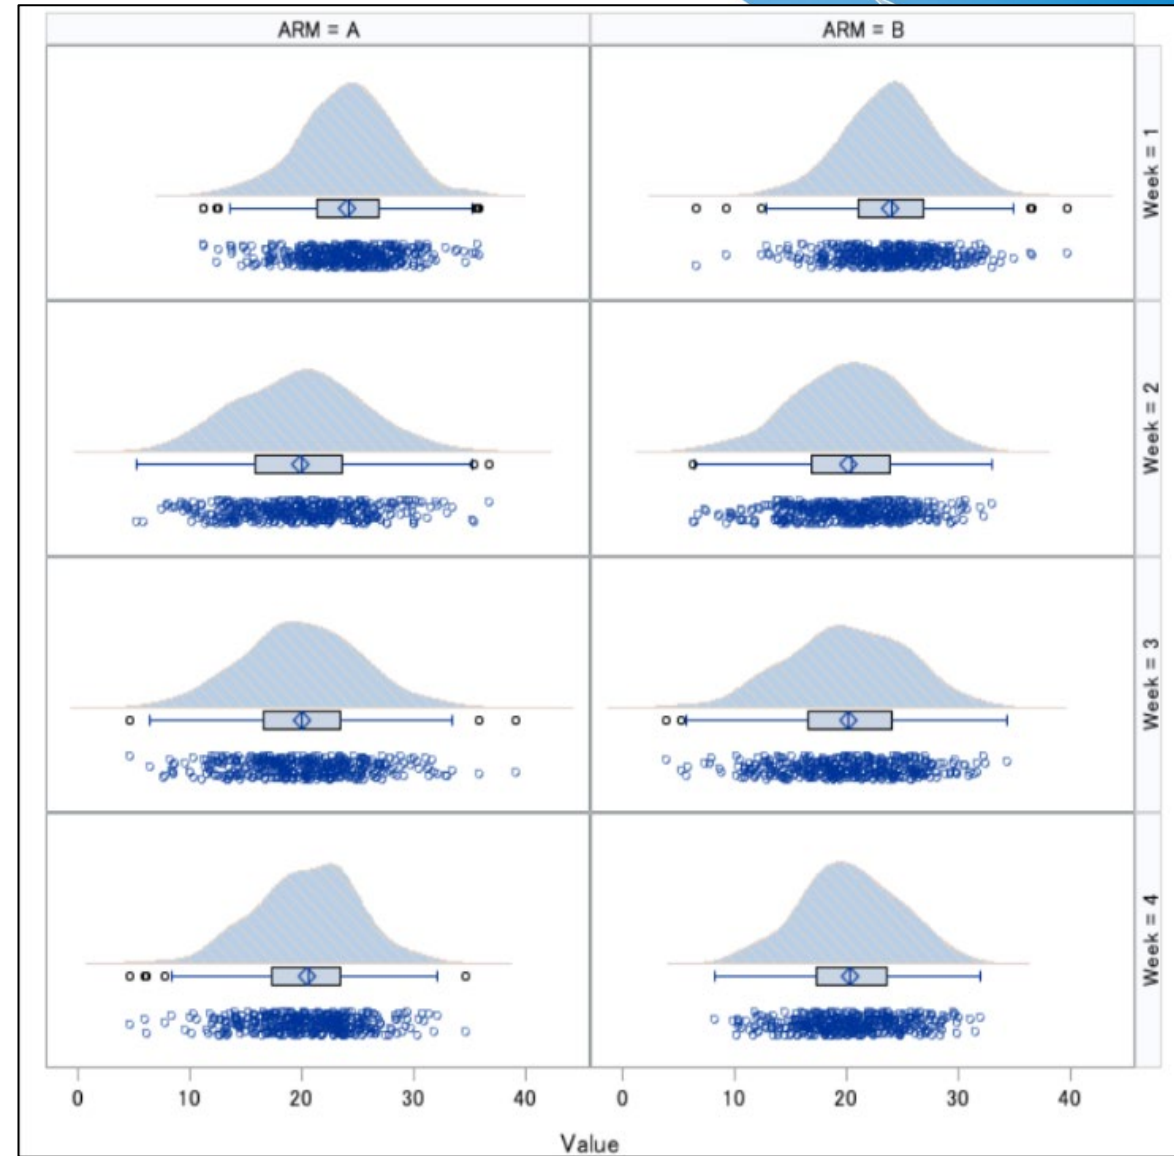 ARM = A
ARM = B
Week = 1
Week = 2
Week = 3
Week = 4
0 10 20 30 40
0 10 20 30 40
Value